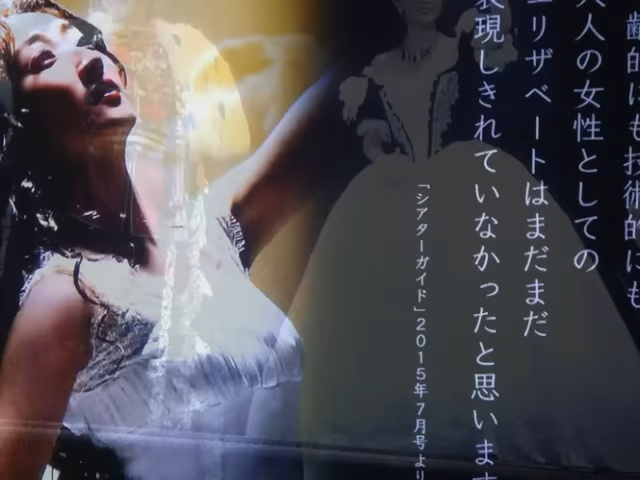 齢的にも技術的にも
大人の女性としての
エリザベートはまだまだ
表現しきれていなかったと思います
「シアターガイド」2015年7月号より